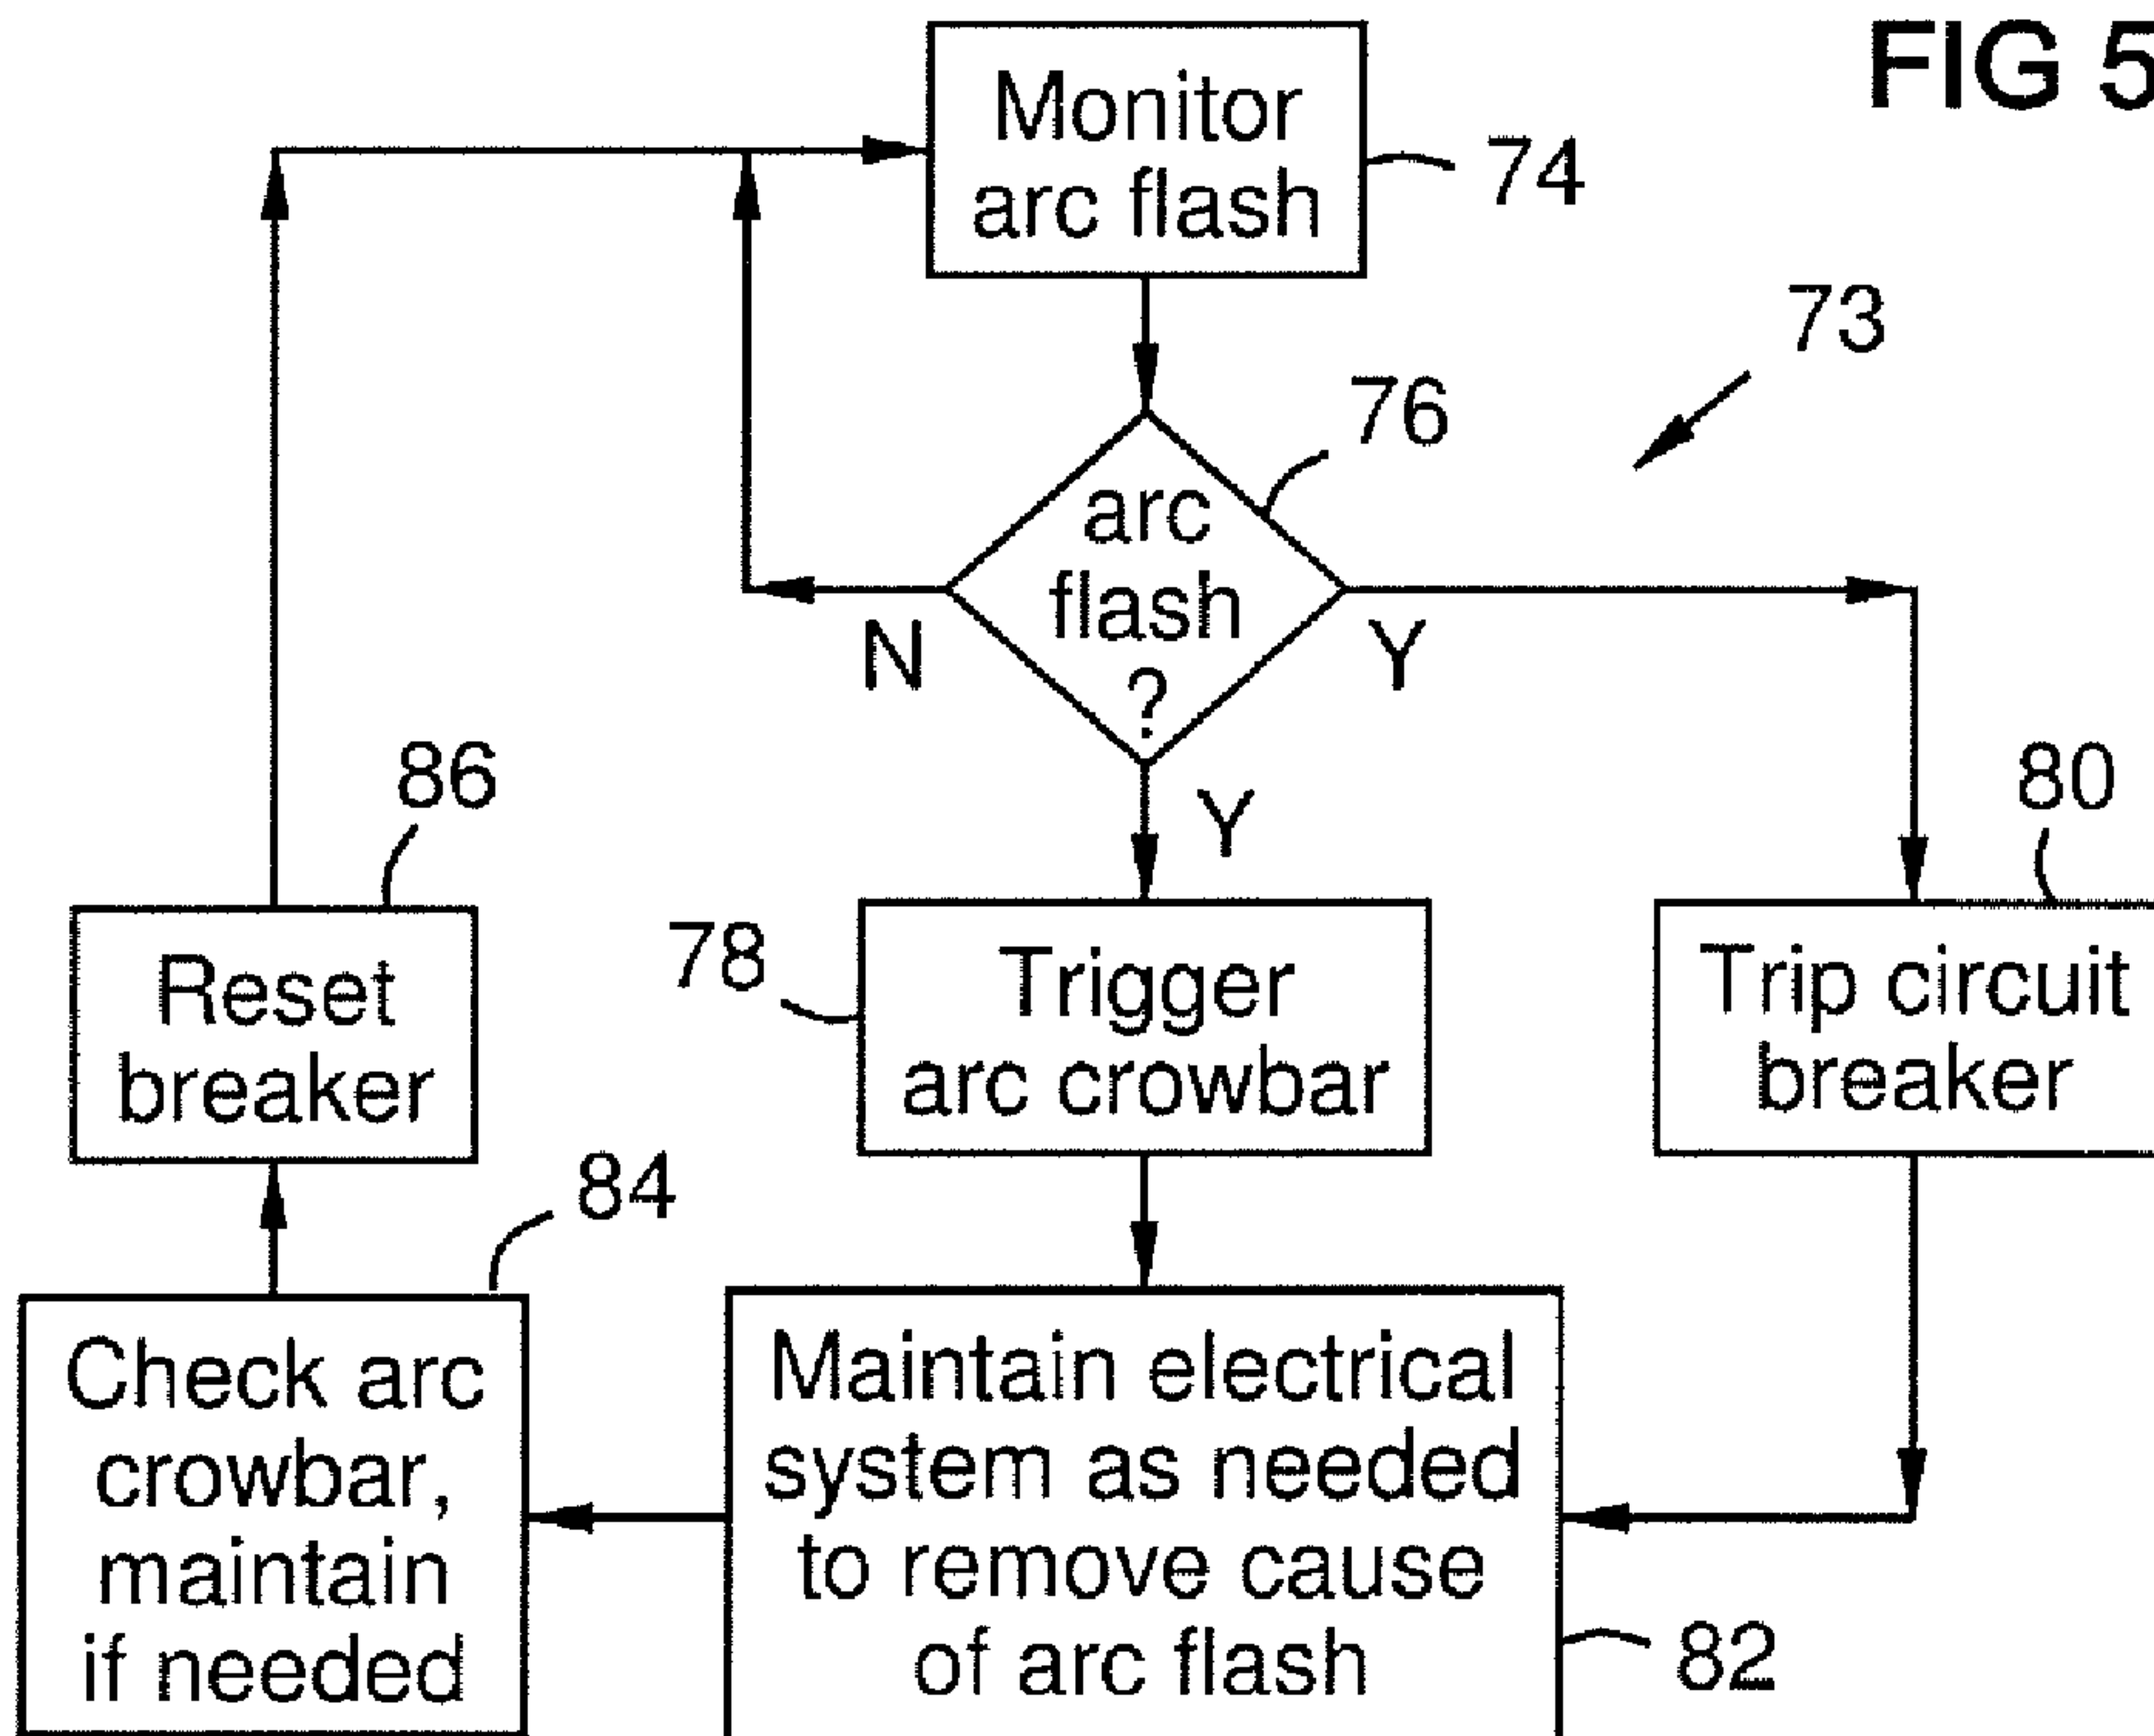 FIG 5
Monitor
arc flash
74
73
76
arc
flash
?
N
Y
Y
86
80
Reset
breaker
78
Trigger
arc crowbar
Trip circuit
breaker
84
Check arc
crowbar,
maintain
if needed
Maintain electrical
system as needed
to remove cause
of arc flash
82